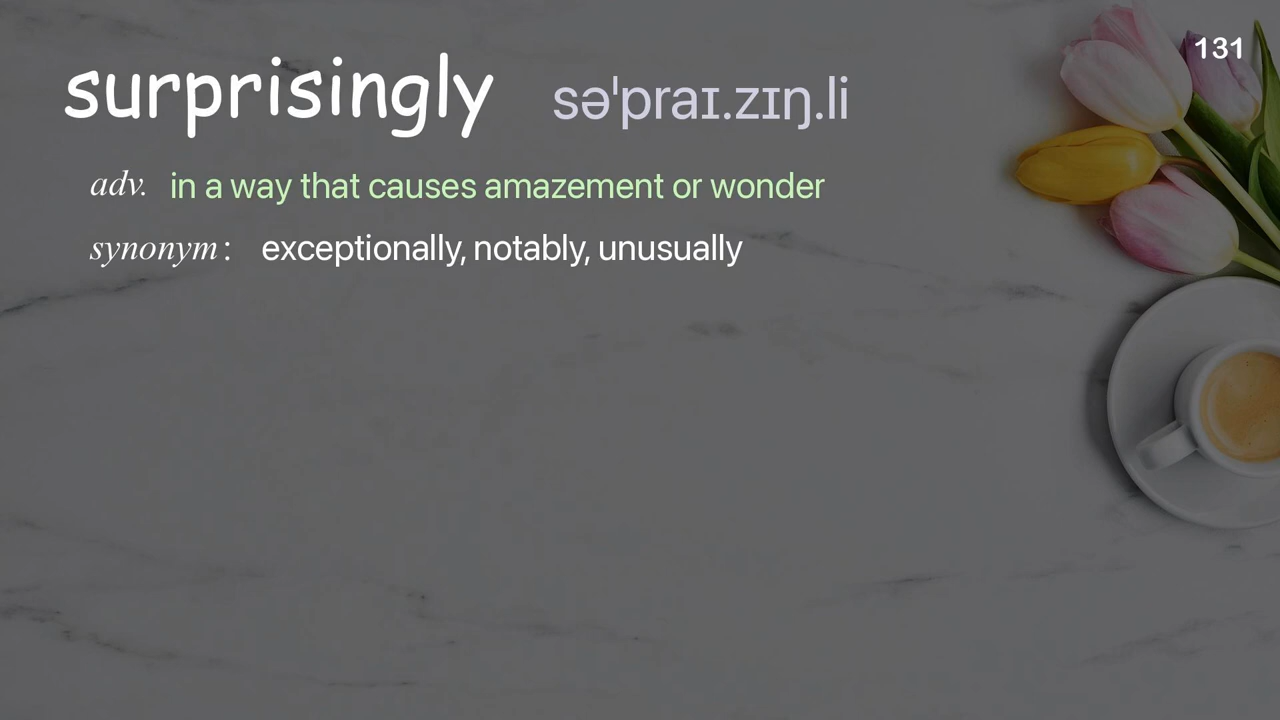 131
surprisingly səˈpraɪ.zɪŋ.li
adv. in a way that causes amazement or wonder
synonym : exceptionally, notably, unusually